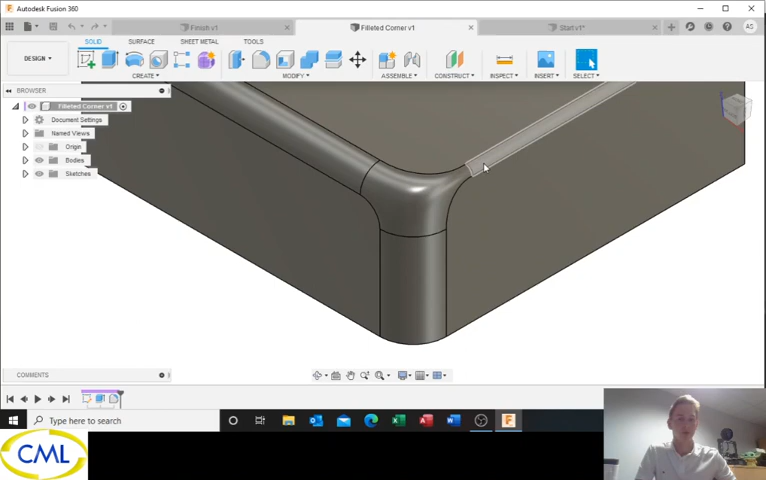 Autodesk Fusion 360
Finish v1
Filleted Corner v1
Start v1*
AS
DESIGN
SOLID
SURFACE
SHEET METAL
TOOLS
CREATE
MODIFY
ASSEMBLE
CONSTRUCT
INSPECT
INSERT
SELECT
BROWSER
Filleted Corner v1
Document Settings
Named Views
Origin
Bodies
Sketches
COMMENTS
Type here to search
CML